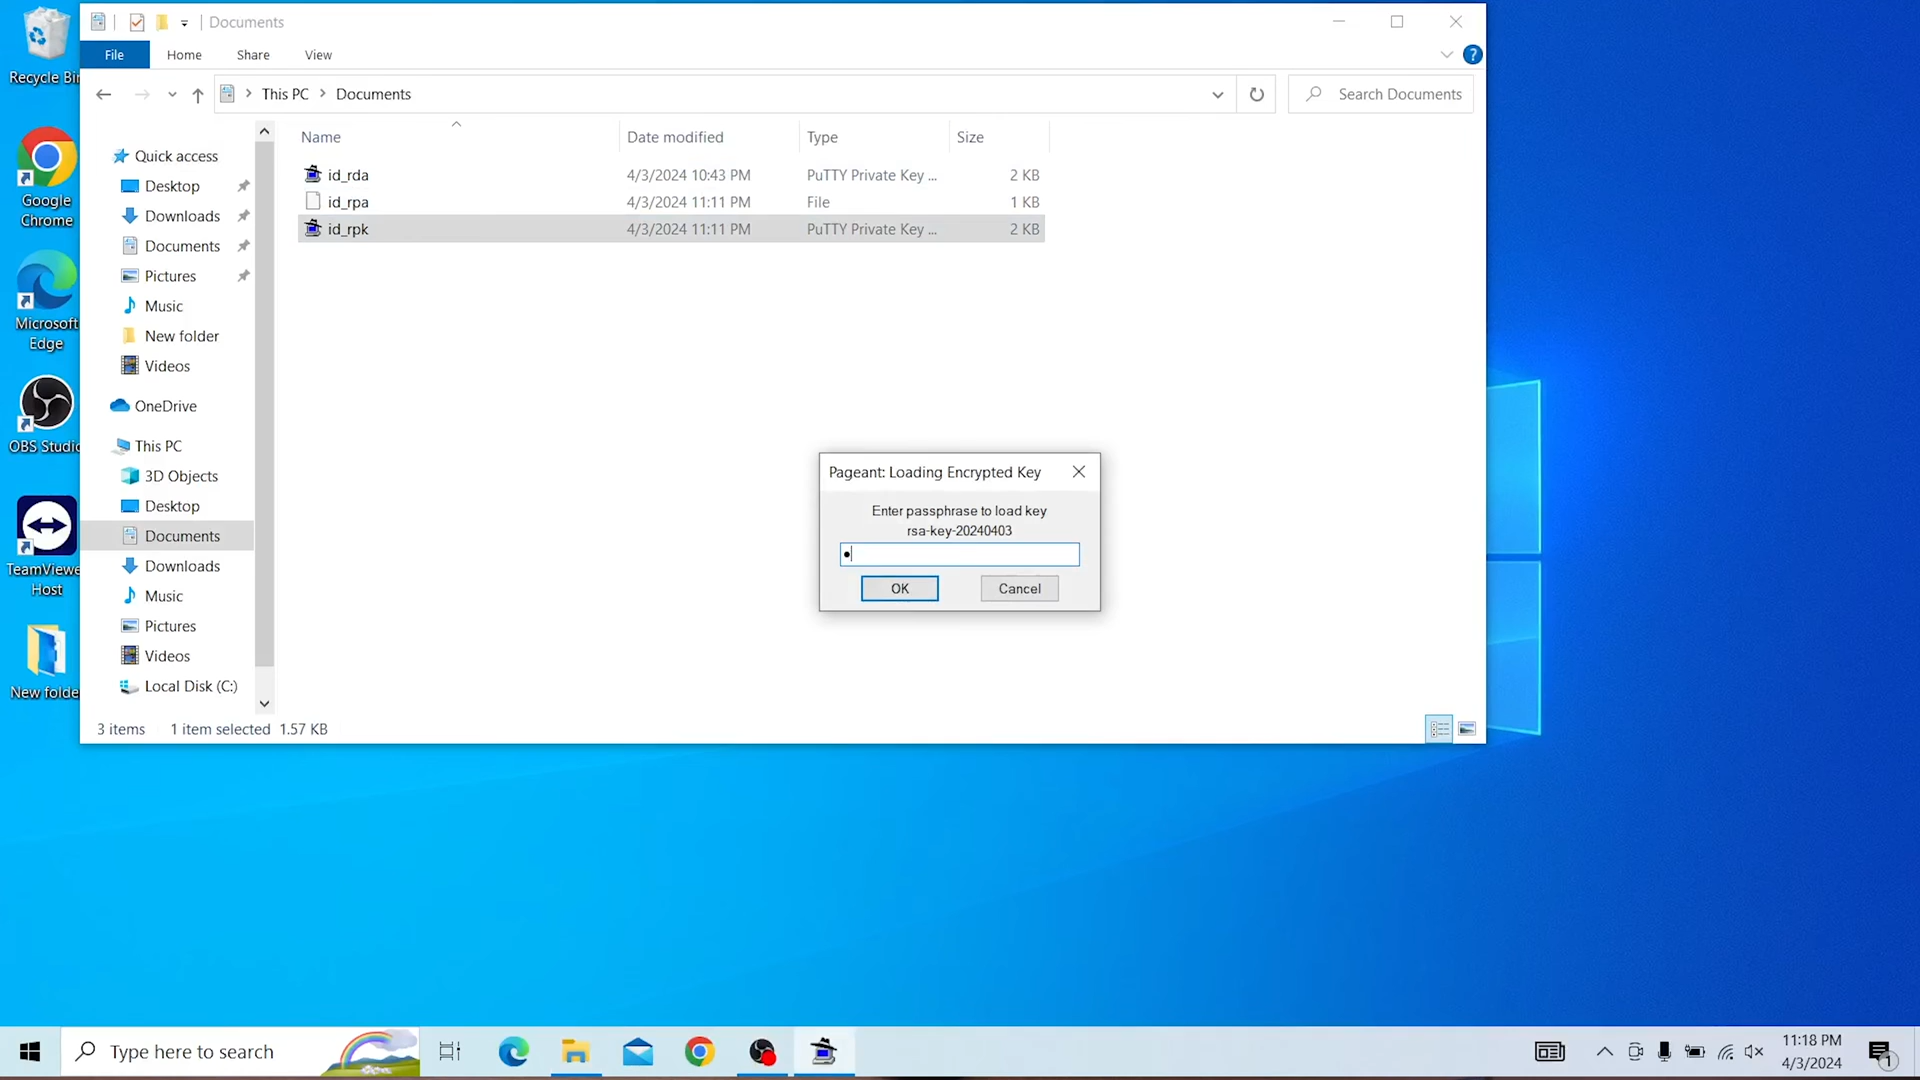 Documents
File Home Share View
This PC Documents
Search Documents
Name Date modified Type Size
id_rda 4/3/2024 10:43 PM PuTTY Private Key ... 2 KB
id_rpa 4/3/2024 11:11 PM File 1 KB
id_rpk 4/3/2024 11:11 PM PuTTY Private Key ... 2 KB
Quick access
Desktop
Downloads
Documents
Pictures
Music
New folder
Videos
OneDrive
This PC
3D Objects
Desktop
Documents
Downloads
Music
Pictures
Videos
Local Disk (C:)
3 items 1 item selected 1.57 KB
Recycle Bin
Google
Chrome
Microsoft
Edge
OBS Studio
TeamViewe
Host
New folde
Pageant: Loading Encrypted Key
Enter passphrase to load key
rsa-key-20240403
OK Cancel
Type here to search
11:18 PM
4/3/2024
1